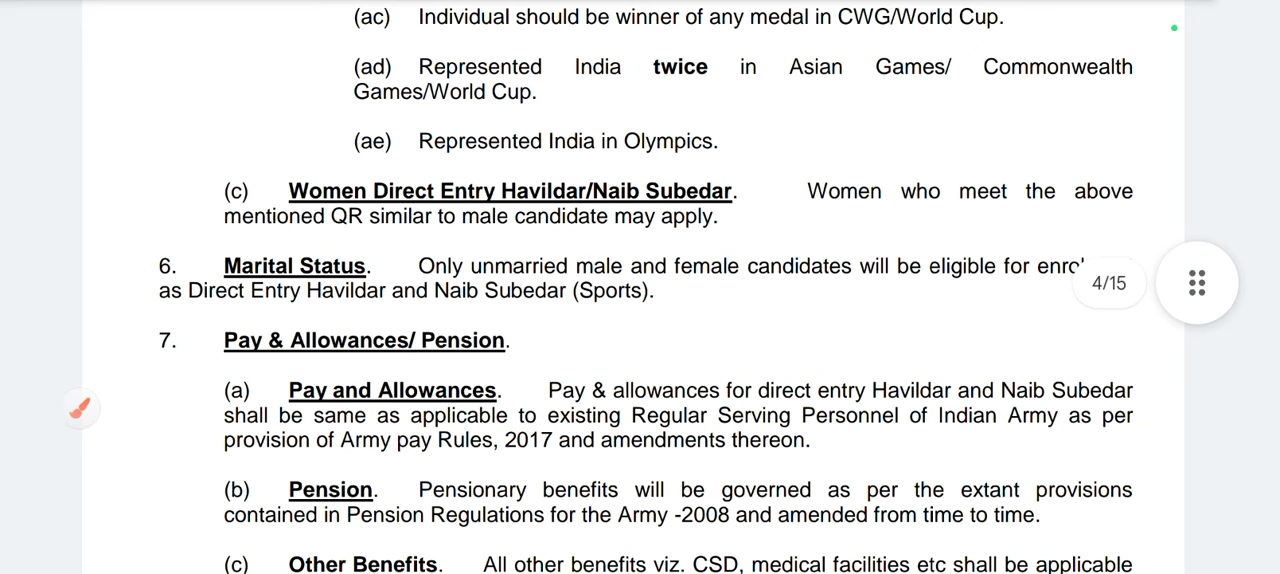 (ac) Individual should be winner of any medal in CWG/World Cup.
(ad) Represented India twice in Asian Games/ Commonwealth
Games/World Cup.
(ae) Represented India in Olympics.
(c) Women Direct Entry Havildar/Naib Subedar. Women who meet the above
mentioned QR similar to male candidate may apply.
6. Marital Status. Only unmarried male and female candidates will be eligible for
as Direct Entry Havildar and Naib Subedar (Sports).
4/15
7. Pay & Allowances/ Pension.
(a) Pay and Allowances. Pay & allowances for direct entry Havildar and Naib Subedar
shall be same as applicable to existing Regular Serving Personnel of Indian Army as per
provision of Army pay Rules, 2017 and amendments thereon.
(b) Pension. Pensionary benefits will be governed as per the extant provisions
contained in Pension Regulations for the Army -2008 and amended from time to time.
(c) Other Benefits. All other benefits viz. CSD, medical facilities etc shall be applicable